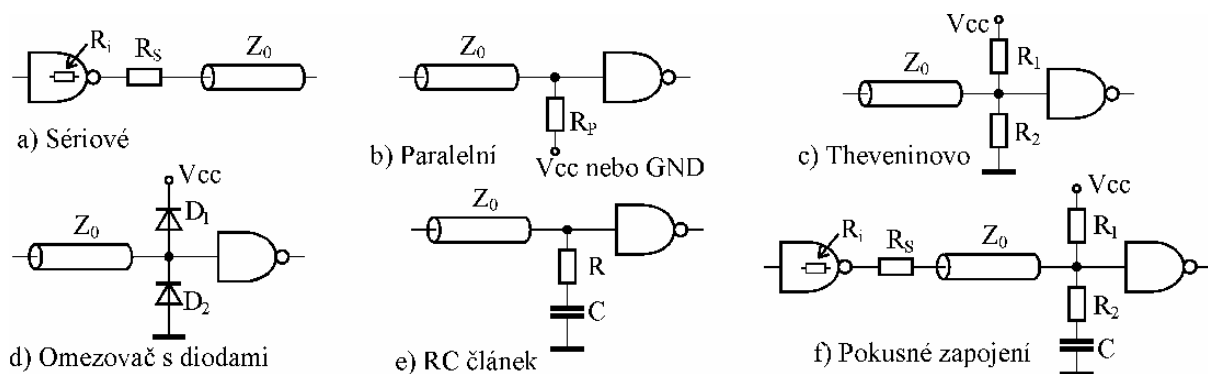 Ri
RS
Z0
a) Sériové
Z0
RP
Vcc nebo GND
b) Paralelní
Vcc
R1
Z0
R2
c) Theveninovo
Vcc
D1
Z0
D2
d) Omezovač s diodami
Z0
R
C
e) RC článek
Vcc
Ri
RS
Z0
R1
R2
C
f) Pokusné zapojení